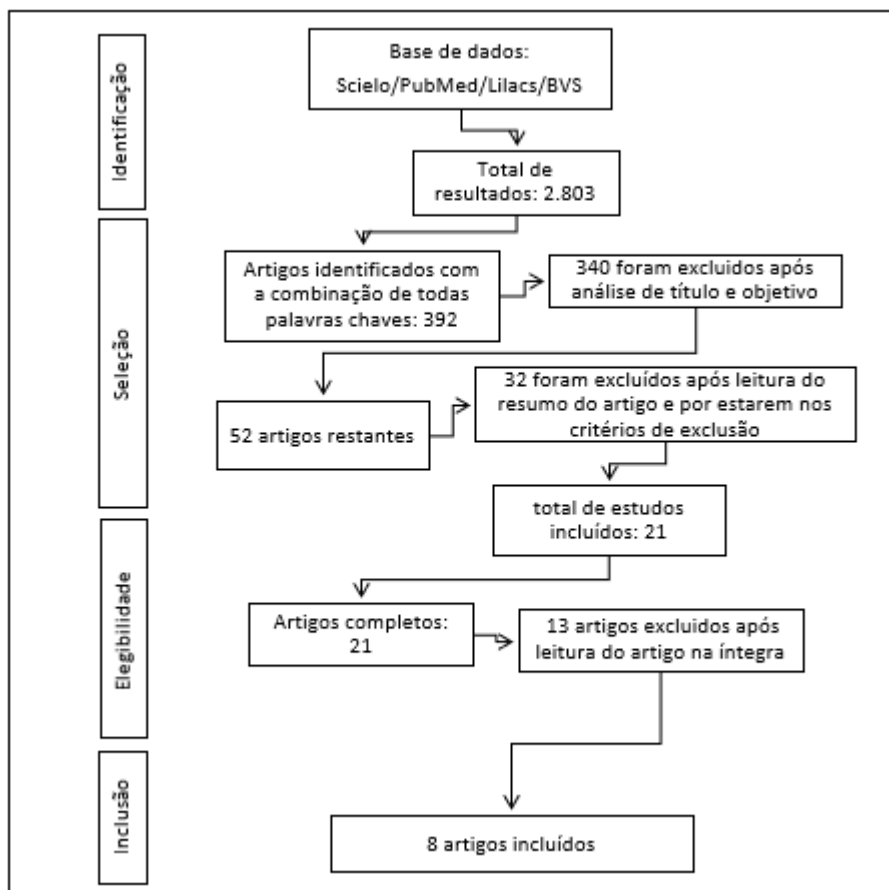 Identificação
Base de dados:
Scielo/PubMed/Lilacs/BVS
Total de
resultados: 2.803
Seleção
Artigos identificados com
a combinação de todas
palavras chaves: 392
340 foram excluidos após
análise de título e objetivo
52 artigos restantes
32 foram excluídos após leitura do
resumo do artigo e por estarem nos
critérios de exclusão
total de estudos
incluídos: 21
Elegibilidade
Artigos completos:
21
13 artigos excluidos após
leitura do artigo na íntegra
Inclusão
8 artigos incluídos